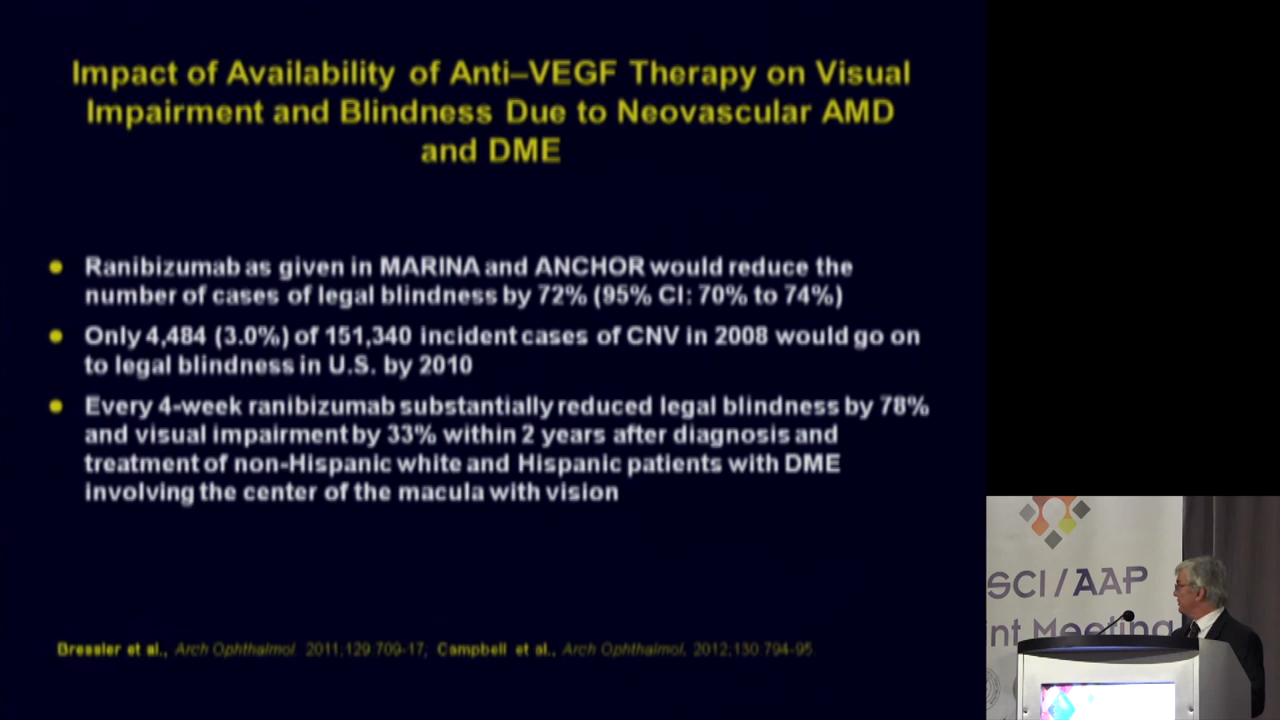 Impact of Availability of Anti–VEGF Therapy on Visual
Impairment and Blindness Due to Neovascular AMD
and DME
Ranibizumab as given in MARINA and ANCHOR would reduce the
number of cases of legal blindness by 72% (95% CI: 70% to 74%)
Only 4,484 (3.0%) of 151,340 incident cases of CNV in 2008 would go on
to legal blindness in U.S. by 2010
Every 4-week ranibizumab substantially reduced legal blindness by 78%
and visual impairment by 33% within 2 years after diagnosis and
treatment of non-Hispanic white and Hispanic patients with DME
involving the center of the macula with vision
Bressler et al., Arch Ophthalmol. 2011;129:709-17; Campbell et al., Arch Ophthalmol, 2012;130:794-95.
SCI / AAP
nt Meeting